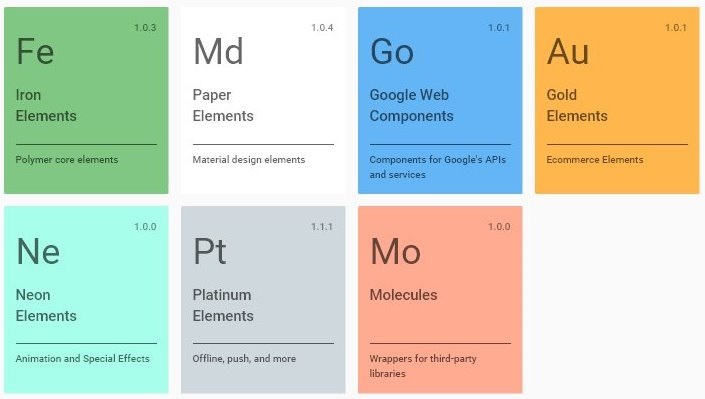 1.0.3
Fe
Iron
Elements
Polymer core elements
1.0.4
Md
Paper
Elements
Material design elements
1.0.1
Go
Google Web
Components
Components for Google's APIs
and services
1.0.1
Au
Gold
Elements
Ecommerce Elements
1.0.0
Ne
Neon
Elements
Animation and Special Effects
1.1.1
Pt
Platinum
Elements
Offline, push, and more
1.0.0
Mo
Molecules
Wrappers for third-party
libraries